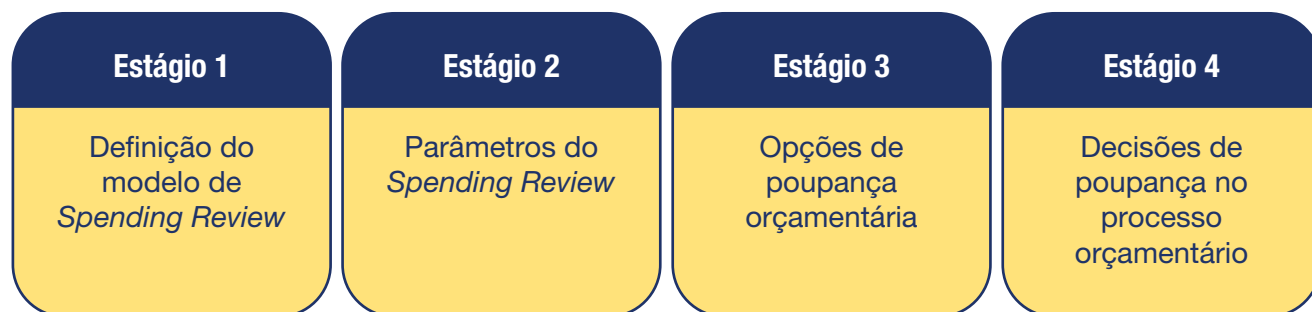 Estágio 1
Definição do
modelo de
Spending Review
Estágio 2
Parâmetros do
Spending Review
Estágio 3
Opções de
poupança
orçamentária
Estágio 4
Decisões de
poupança no
processo
orçamentário